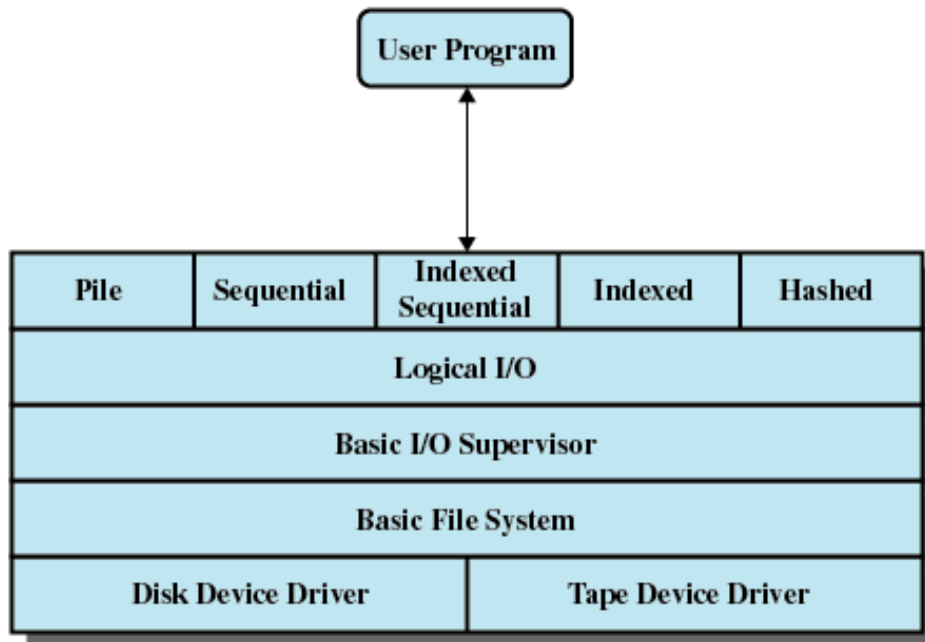 User Program
Pile
Sequential
Indexed
Sequential
Indexed
Hashed
Logical I/O
Basic I/O Supervisor
Basic File System
Disk Device Driver
Tape Device Driver